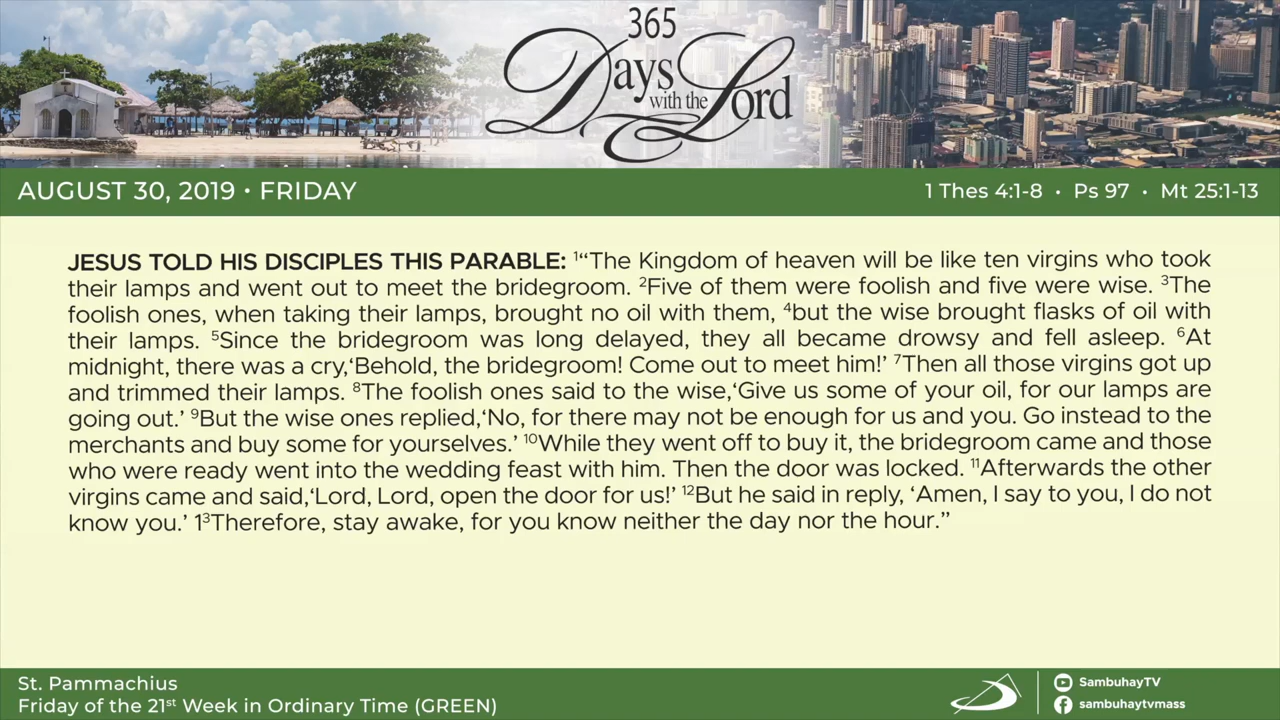 365
Days
with the
Lord
AUGUST 30, 2019 • FRIDAY
1 Thes 4:1-8 • Ps 97 • Mt 25:1-13
JESUS TOLD HIS DISCIPLES THIS PARABLE: ¹“The Kingdom of heaven will be like ten virgins who took
their lamps and went out to meet the bridegroom. ²Five of them were foolish and five were wise. ³The
foolish ones, when taking their lamps, brought no oil with them, ⁴but the wise brought flasks of oil with
their lamps. ⁵Since the bridegroom was long delayed, they all became drowsy and fell asleep. ⁶At
midnight, there was a cry,‘Behold, the bridegroom! Come out to meet him!’ ⁷Then all those virgins got up
and trimmed their lamps. ⁸The foolish ones said to the wise,‘Give us some of your oil, for our lamps are
going out.’ ⁹But the wise ones replied,‘No, for there may not be enough for us and you. Go instead to the
merchants and buy some for yourselves.’ ¹⁰While they went off to buy it, the bridegroom came and those
who were ready went into the wedding feast with him. Then the door was locked. ¹¹Afterwards the other
virgins came and said,‘Lord, Lord, open the door for us!’ ¹²But he said in reply, ‘Amen, I say to you, I do not
know you.’ 1³Therefore, stay awake, for you know neither the day nor the hour.”
St. Pammachius
Friday of the 21ˢᵗ Week in Ordinary Time (GREEN)
SambuhayTV
sambuhaytvmass